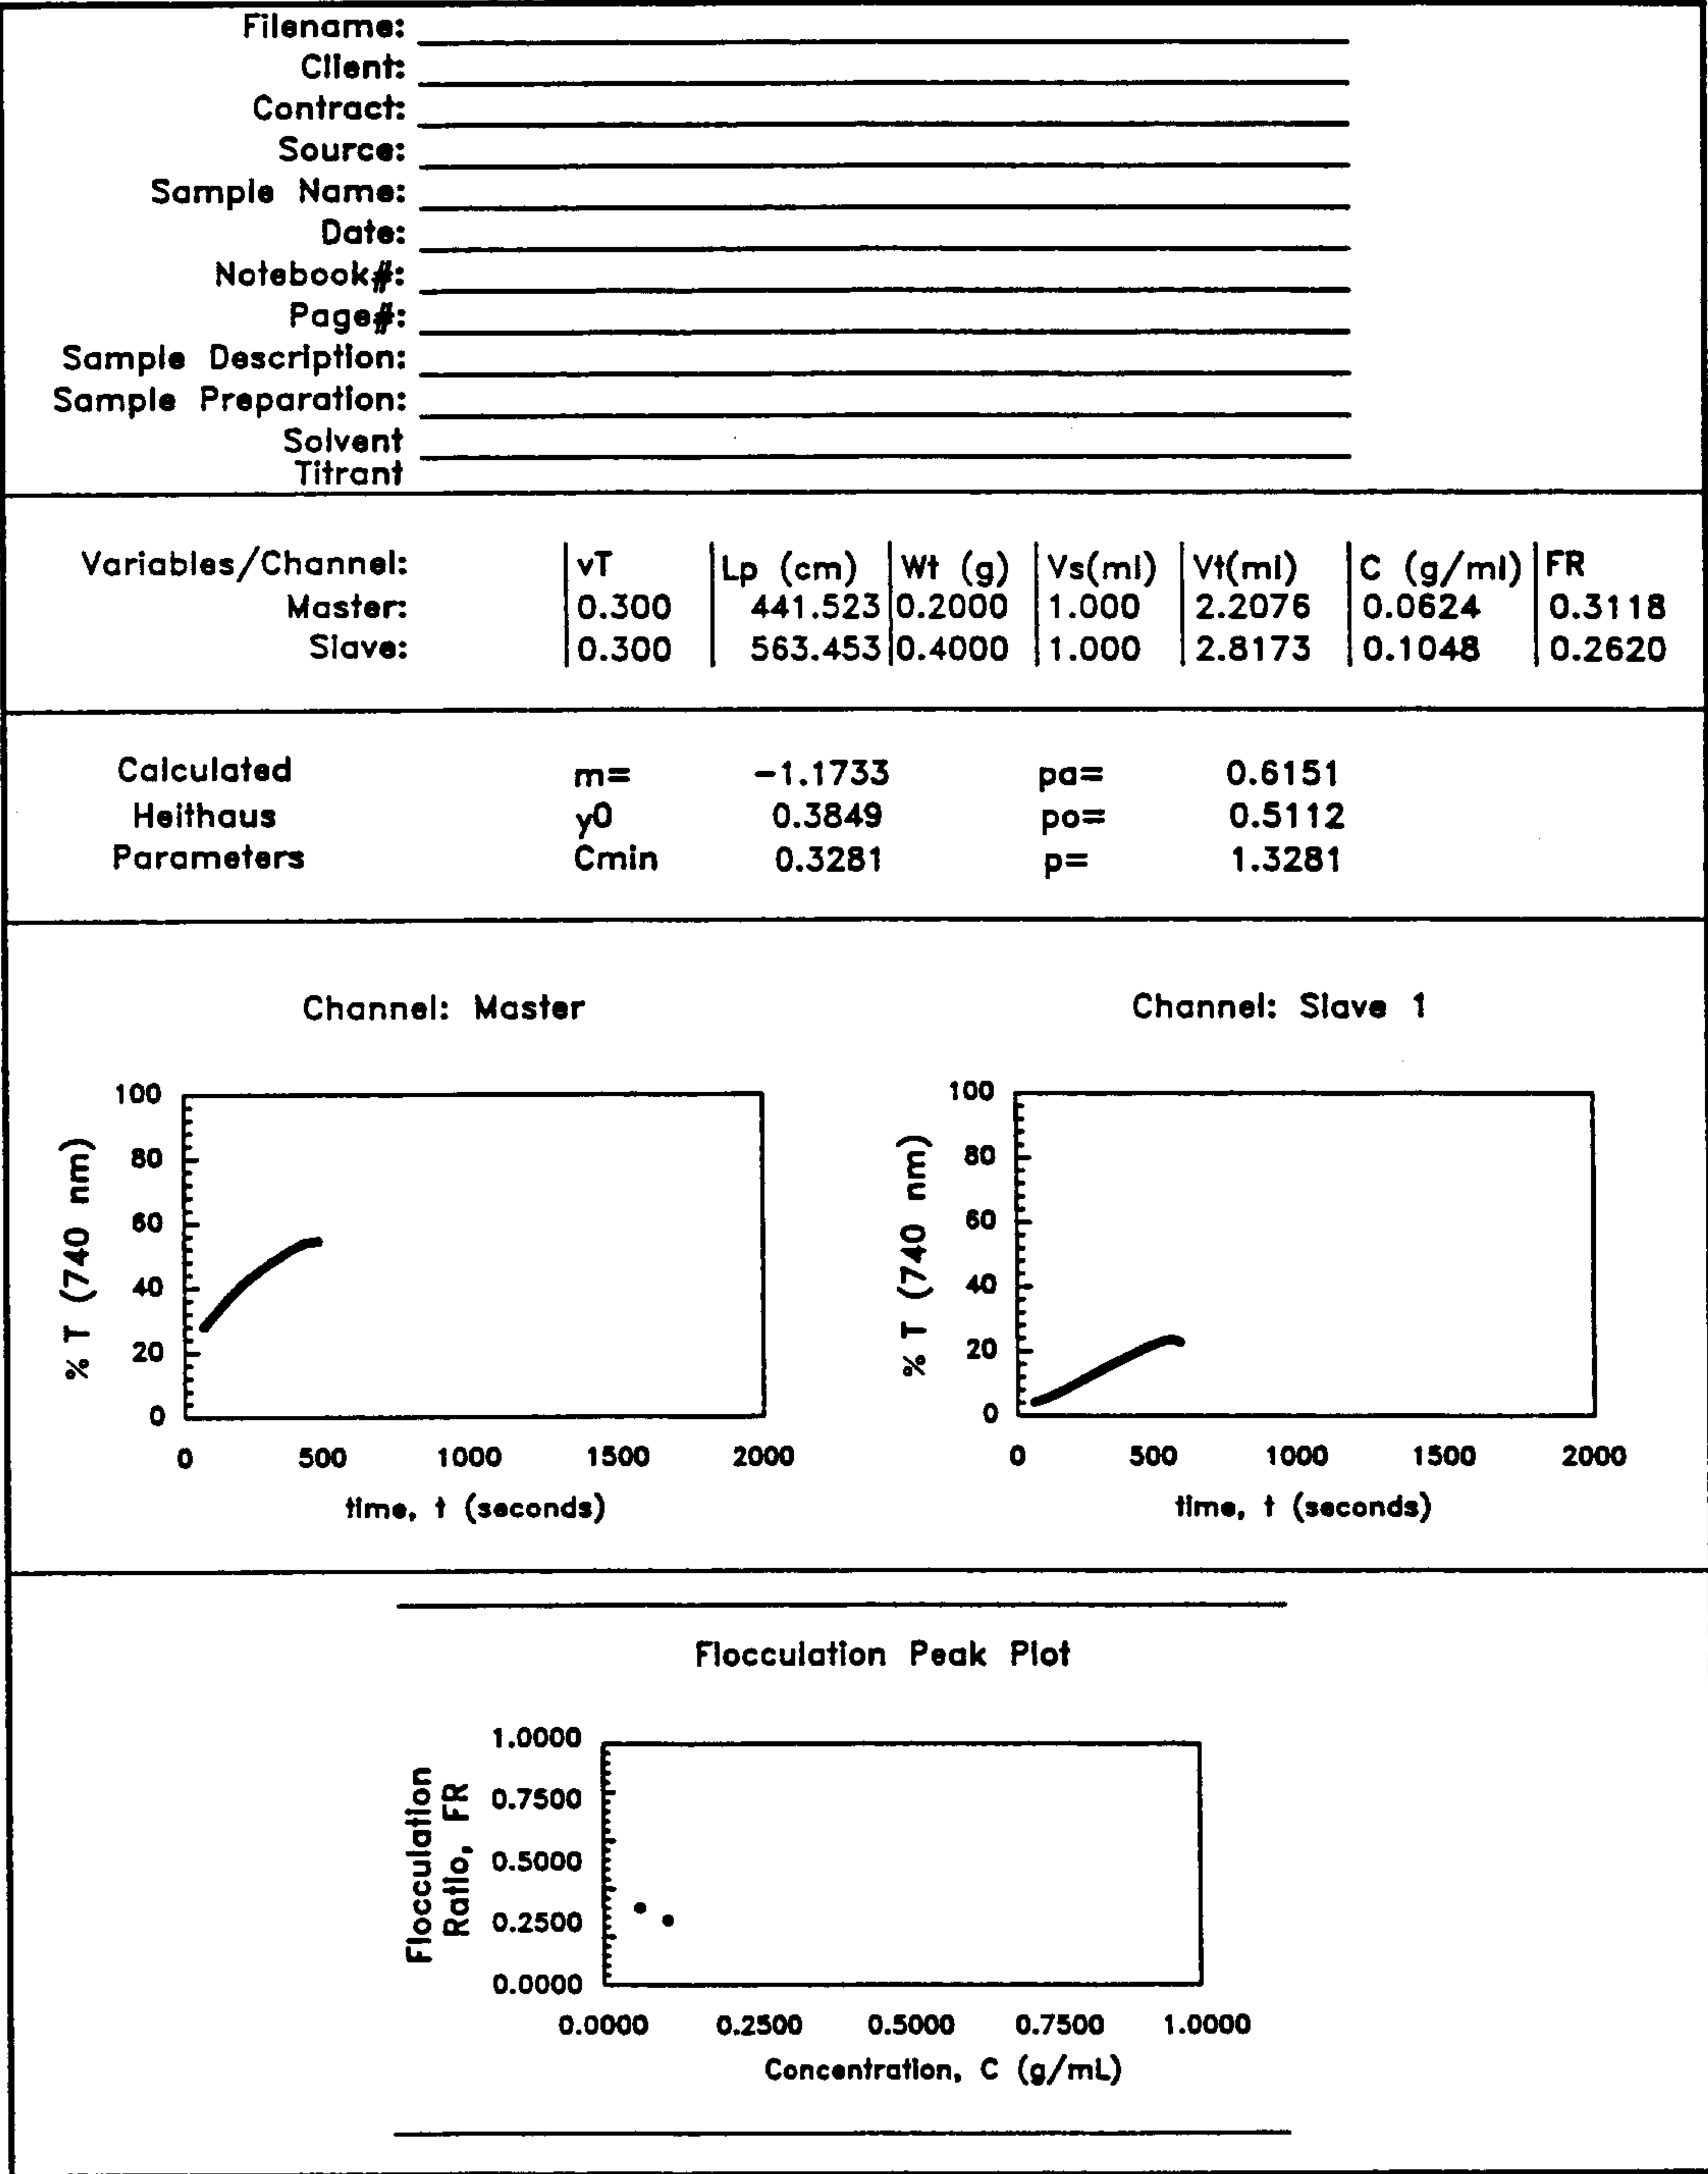 Filename:
Client:
Contract:
Source:
Sample Name:
Date:
Notebook#:
Page#:
Sample Description:
Sample Preparation:
Solvent
Titrant
Variables/Channel: vT Lp (cm) Wt (g) Vs(ml) Vt(ml) C (g/ml) FR
Master: 0.300 441.523 0.2000 1.000 2.2076 0.0624 0.3118
Slave: 0.300 563.453 0.4000 1.000 2.8173 0.1048 0.2620
Calculated m= -1.1733 pa= 0.6151
Heithaus y0 0.3849 po= 0.5112
Parameters Cmin 0.3281 p= 1.3281
Channel: Master
100
80
60
40
20
0
% T (740 nm)
0 500 1000 1500 2000
time, t (seconds)
Channel: Slave 1
100
80
60
40
20
0
% T (740 nm)
0 500 1000 1500 2000
time, t (seconds)
Flocculation Peak Plot
Flocculation
Ratio, FR
1.0000
0.7500
0.5000
0.2500
0.0000
0.0000 0.2500 0.5000 0.7500 1.0000
Concentration, C (g/mL)